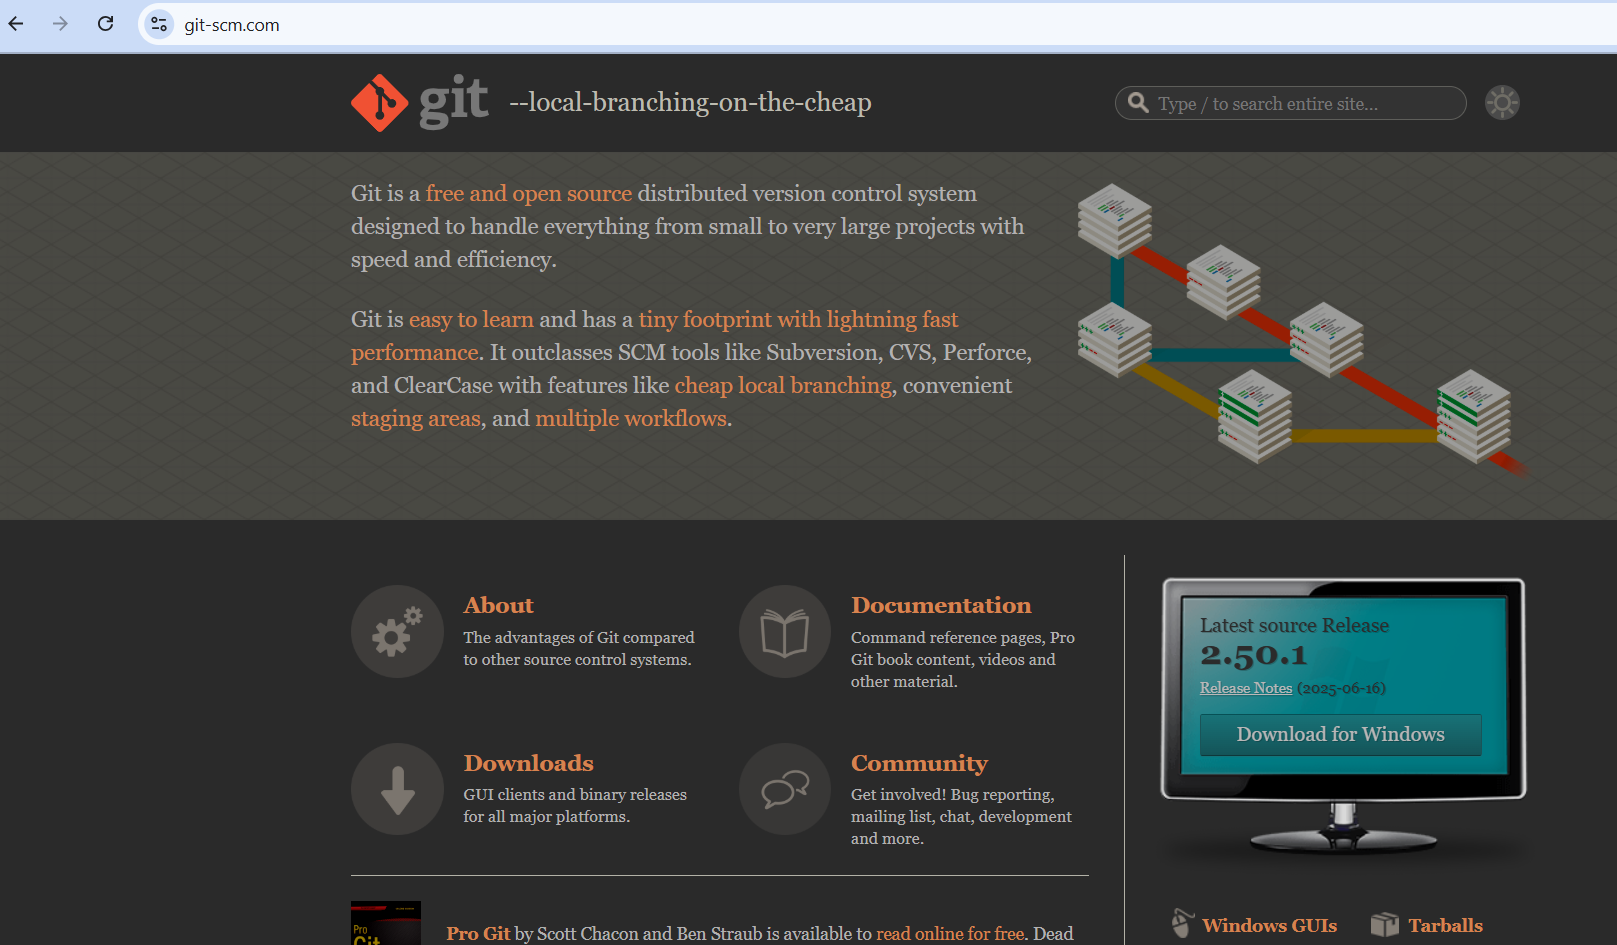 git-scm.com
git --local-branching-on-the-cheap
Type / to search entire site...
Git is a free and open source distributed version control system
designed to handle everything from small to very large projects with
speed and efficiency.
Git is easy to learn and has a tiny footprint with lightning fast
performance. It outclasses SCM tools like Subversion, CVS, Perforce,
and ClearCase with features like cheap local branching, convenient
staging areas, and multiple workflows.
About
The advantages of Git compared
to other source control systems.
Documentation
Command reference pages, Pro
Git book content, videos and
other material.
Downloads
GUI clients and binary releases
for all major platforms.
Community
Get involved! Bug reporting,
mailing list, chat, development
and more.
Latest source Release
2.50.1
Release Notes (2025-06-16)
Download for Windows
Windows GUIs
Tarballs
Pro
Git
Pro Git by Scott Chacon and Ben Straub is available to read online for free. Dead